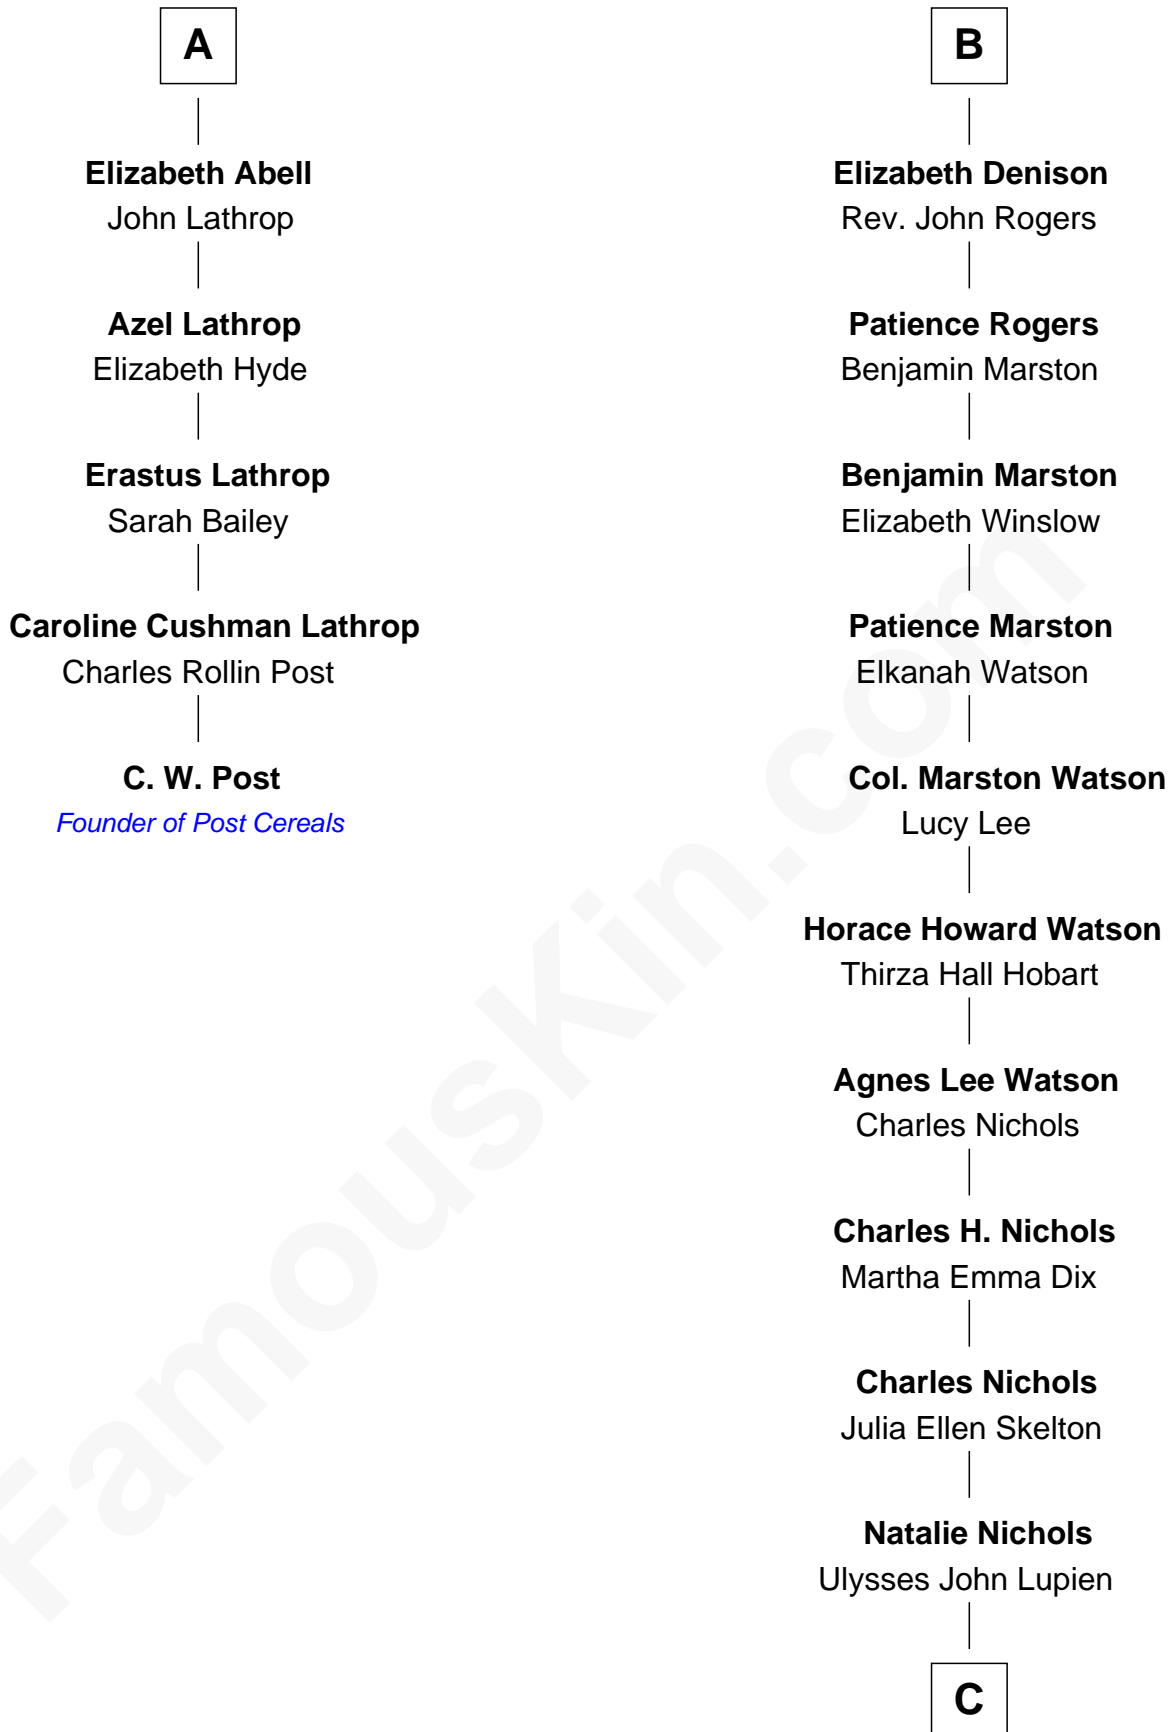 A
Elizabeth Abell
John Lathrop
Azel Lathrop
Elizabeth Hyde
Erastus Lathrop
Sarah Bailey
Caroline Cushman Lathrop
Charles Rollin Post
C. W. Post
Founder of Post Cereals
B
Elizabeth Denison
Rev. John Rogers
Patience Rogers
Benjamin Marston
Benjamin Marston
Elizabeth Winslow
Patience Marston
Elkanah Watson
Col. Marston Watson
Lucy Lee
Horace Howard Watson
Thirza Hall Hobart
Agnes Lee Watson
Charles Nichols
Charles H. Nichols
Martha Emma Dix
Charles Nichols
Julia Ellen Skelton
Natalie Nichols
Ulysses John Lupien
C
FamousKin.com